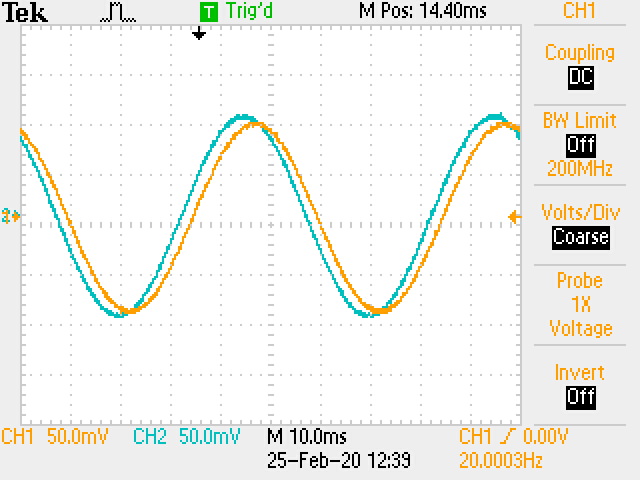 Tek T Trig'd M Pos: 14.40ms CH1
Coupling
DC
BW Limit
Off
200MHz
Volts/Div
Coarse
Probe
1X
Voltage
Invert
Off
CH1 50.0mV CH2 50.0mV M 10.0ms CH1 0.00V
25-Feb-20 12:39 20.0003Hz